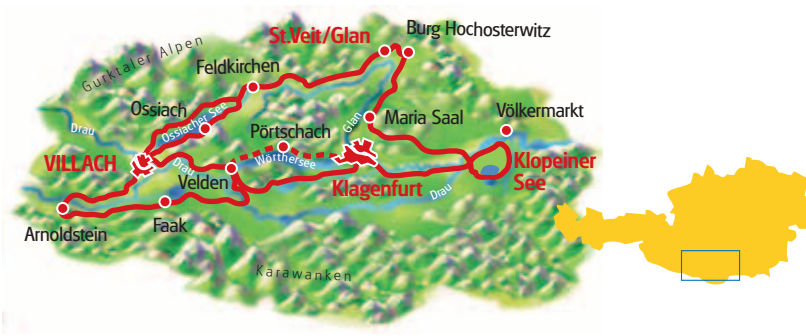 Gurktaler Alpen
St.Veit/Glan
Burg Hochosterwitz
Feldkirchen
Ossiach
Ossiacher See
Drau
Pörtschach
Glan
Maria Saal
Völkermarkt
VILLACH
Drau
Wörthersee
Velden
Klagenfurt
Klopeiner
See
Drau
Arnoldstein
Faak
Karawanken